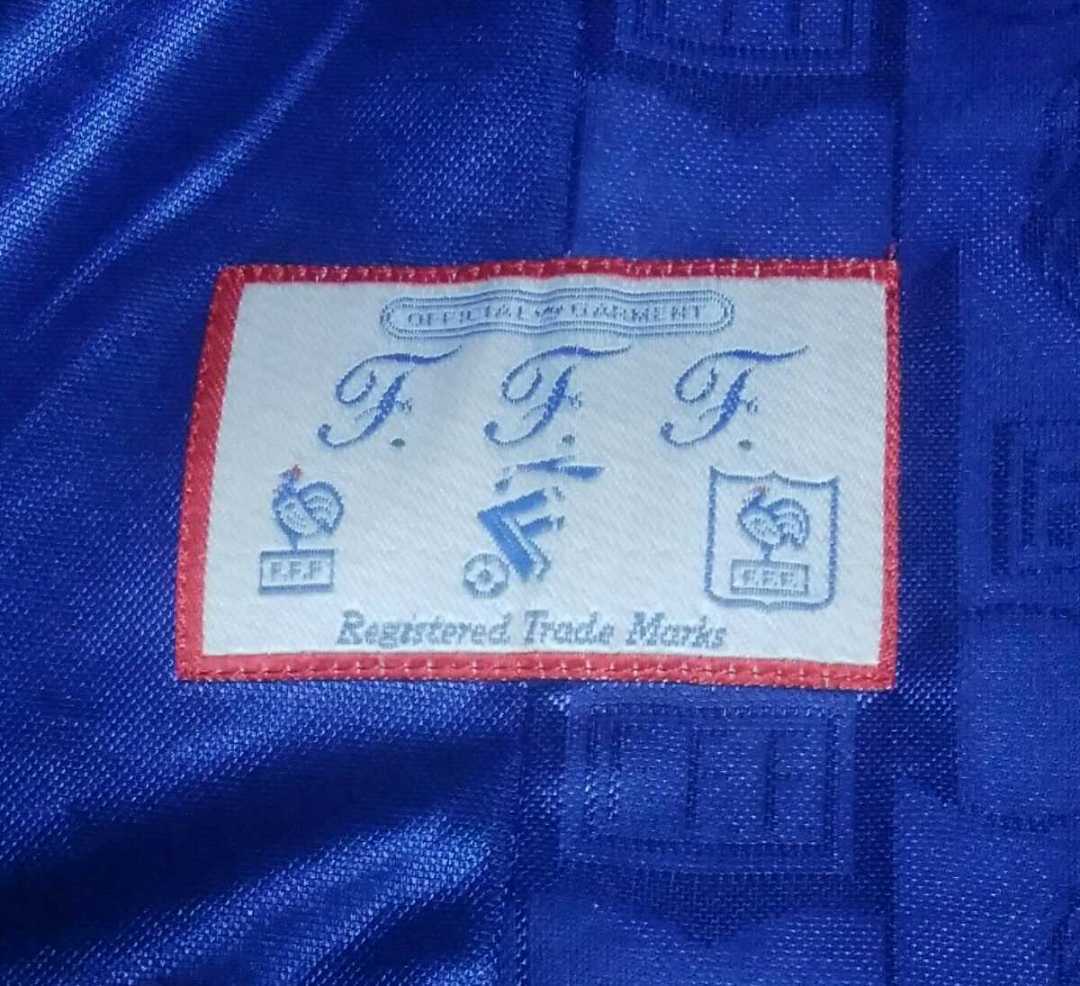 OFFICIAL GARMENT
F. F. F.
F.F.F F.F.F.
Registered Trade Marks